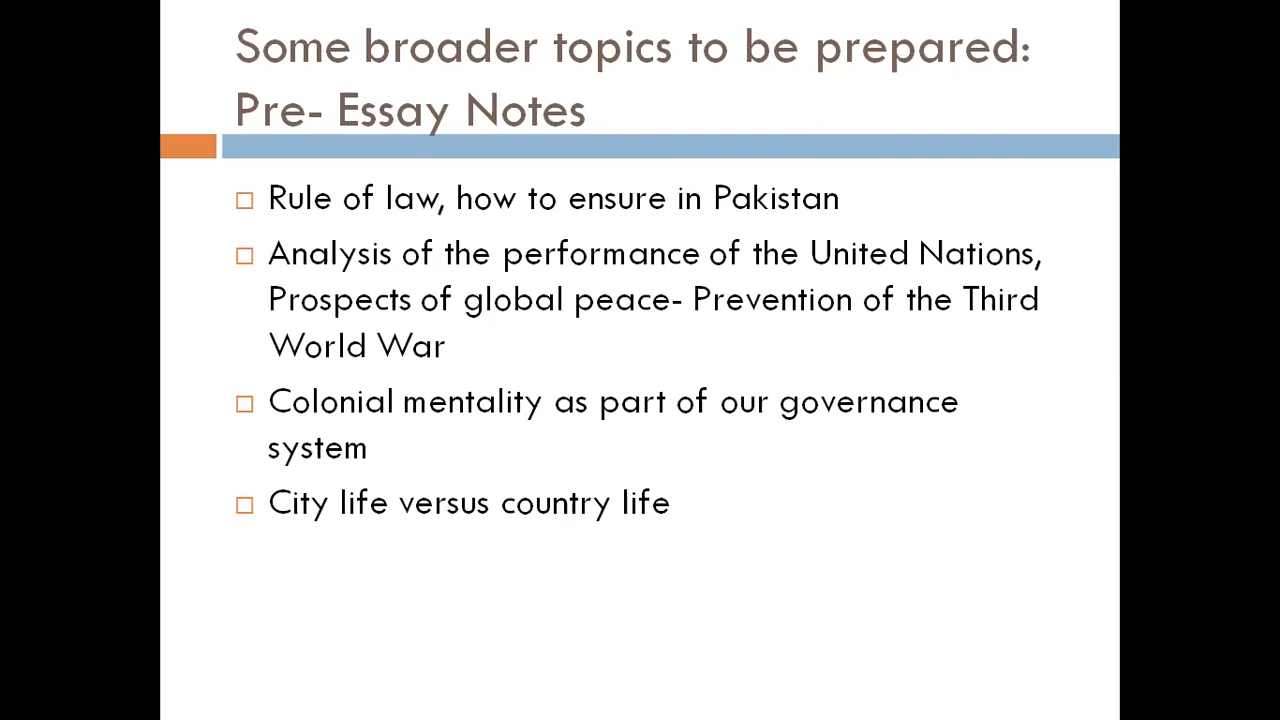 Some broader topics to be prepared:
Pre- Essay Notes
Rule of law, how to ensure in Pakistan
Analysis of the performance of the United Nations,
Prospects of global peace- Prevention of the Third
World War
Colonial mentality as part of our governance
system
City life versus country life